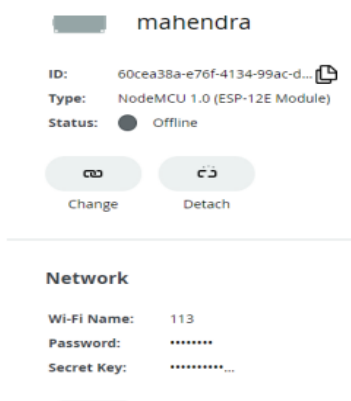 mahendra
ID: 60cea38a-e76f-4134-99ac-d...
Type: NodeMCU 1.0 (ESP-12E Module)
Status: Offline
Change Detach
Network
Wi-Fi Name: 113
Password: ••••••••
Secret Key: ••••••••••...